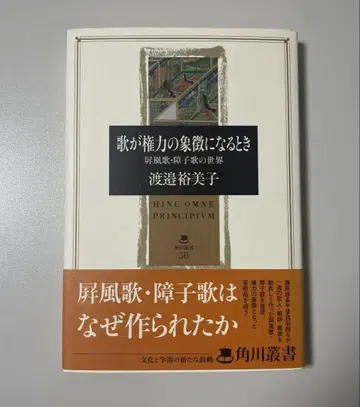 歌が権力の象徴になるとき
屏風歌・障子歌の世界
渡邉裕美子
HINC OMNE
PRINCIPIVM
角川叢書
50
屏風歌・障子歌は
なぜ作られたか
文化と学術の新たな鼓動
角川叢書